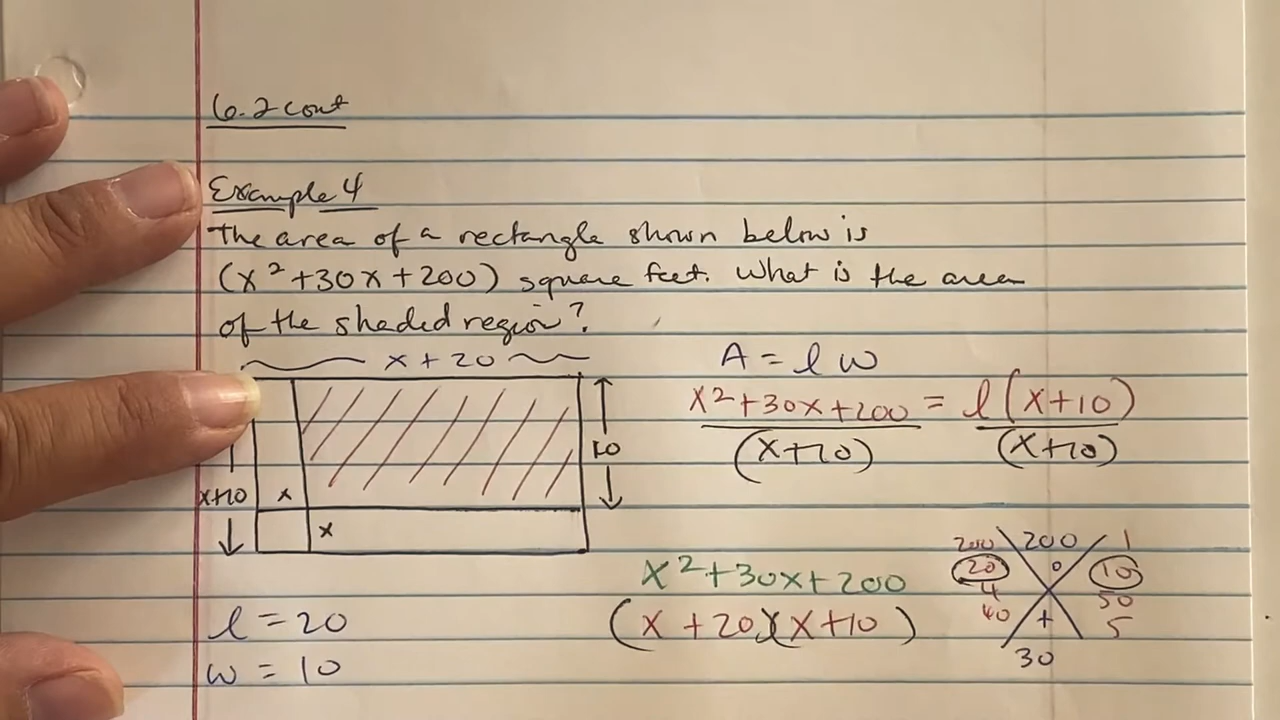 6.2 cont
Example 4
The area of a rectangle shown below is
(x²+30x+200) square feet. What is the area
of the shaded region?
x + 20
x+10
x
x
10
l = 20
w = 10
A = l w
x²+30x+200 = l(x+10)
(x+10) (x+10)
x²+30x+200
(x +20)(x+10)
200 200 1
20 10
4 50
40 + 5
30